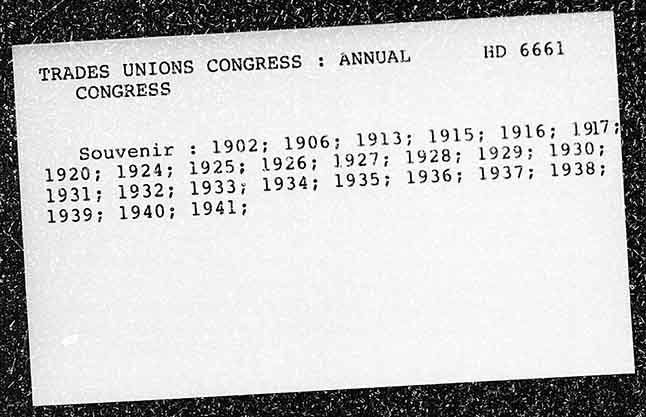 TRADES UNIONS CONGRESS : ANNUAL HD 6661
CONGRESS
Souvenir : 1902; 1906; 1913; 1915; 1916; 1917;
1920; 1924; 1925; 1926; 1927; 1928; 1929; 1930;
1931; 1932; 1933; 1934; 1935; 1936; 1937; 1938;
1939; 1940; 1941;